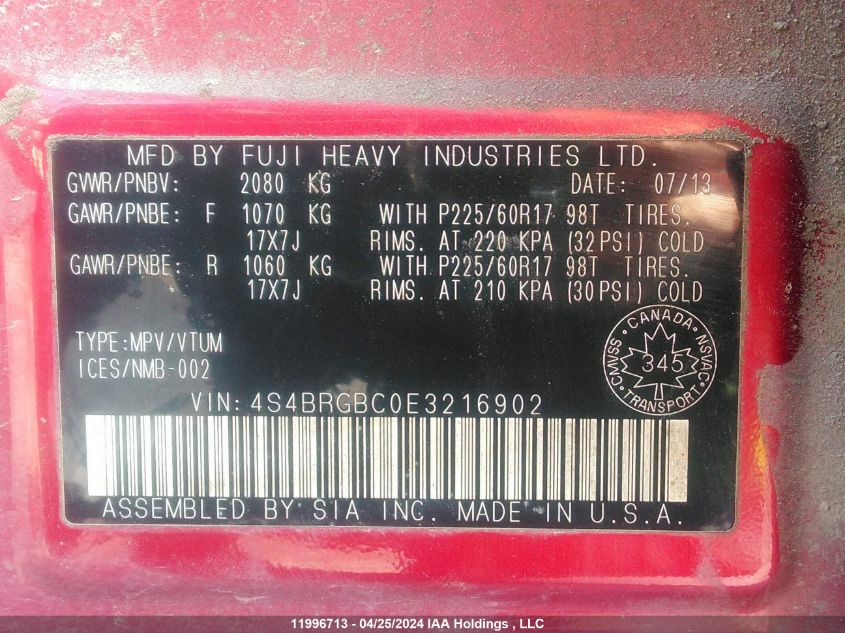 MFD BY FUJI HEAVY INDUSTRIES LTD.
GVWR/PNBV: 2080 KG DATE: 07/13
GAWR/PNBE: F 1070 KG WITH P225/60R17 98T TIRES.
17X7J RIMS. AT 220 KPA (32PSI) COLD
GAWR/PNBE: R 1060 KG WITH P225/60R17 98T TIRES.
17X7J RIMS. AT 210 KPA (30PSI) COLD
TYPE:MPV/VTUM
ICES/NMB-002
CMVSS · CANADA · NSVAC
345
TRANSPORT
VIN: 4S4BRGBC0E3216902
ASSEMBLED BY SIA INC. MADE IN U.S.A.
11996713 - 04/25/2024 IAA Holdings , LLC